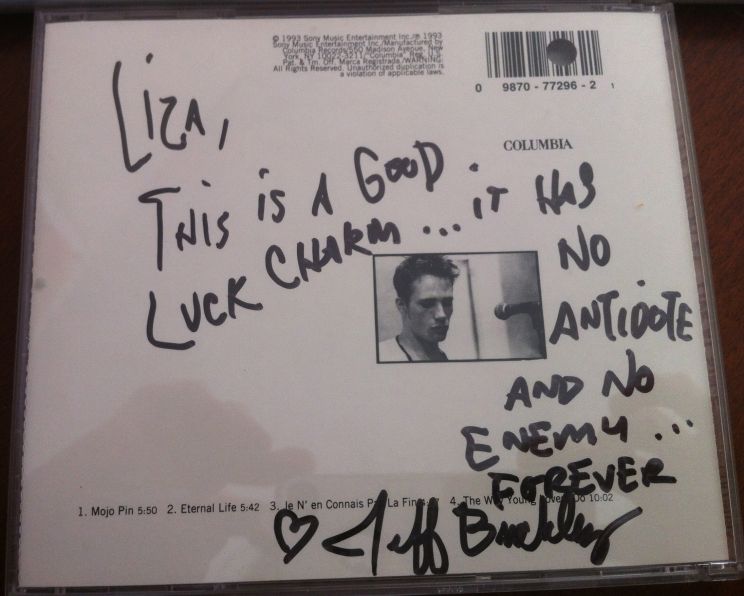 © 1993 Sony Music Entertainment Inc./℗ 1993
Sony Music Entertainment Inc./Manufactured by
Columbia Records/550 Madison Avenue, New
York, NY 10022-3211/"Columbia" Reg. U.S.
Pat. & Tm. Off. Marca Registrada./WARNING:
All Rights Reserved. Unauthorized duplication is
a violation of applicable laws.
0 9870 - 77296 - 2 1
COLUMBIA
LIZA,
THIS IS A GOOD
LUCK CHARM... IT HAS
NO
ANTIDOTE
AND NO
ENEMY...
FOREVER
1. Mojo Pin 5:50 2. Eternal Life 5:42 3. Je N' en Connais Pas La Fin 4. The Way Young Lovers Do 10:02
♡ Jeff Buckley